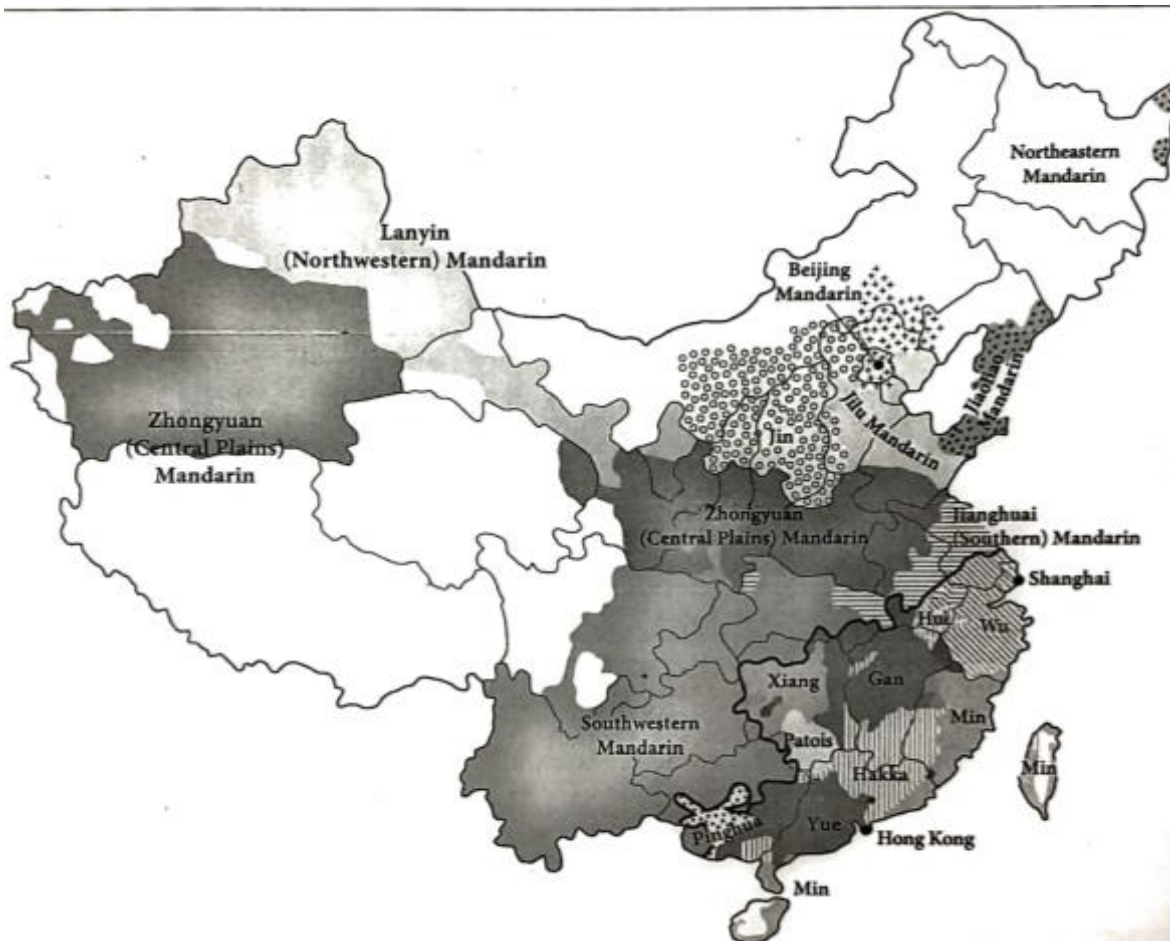 Northeastern
Mandarin
Lanyin
(Northwestern) Mandarin
Beijing
Mandarin
Jiaoliao
Mandarin
Jilu Mandarin
Jin
Zhongyuan
(Central Plains)
Mandarin
Zhongyuan
(Central Plains) Mandarin
Jianghuai
(Southern) Mandarin
Shanghai
Hui
Wu
Xiang
Gan
Min
Southwestern
Mandarin
Patois
Hakka
Min
Pinghua
Yue
Hong Kong
Min